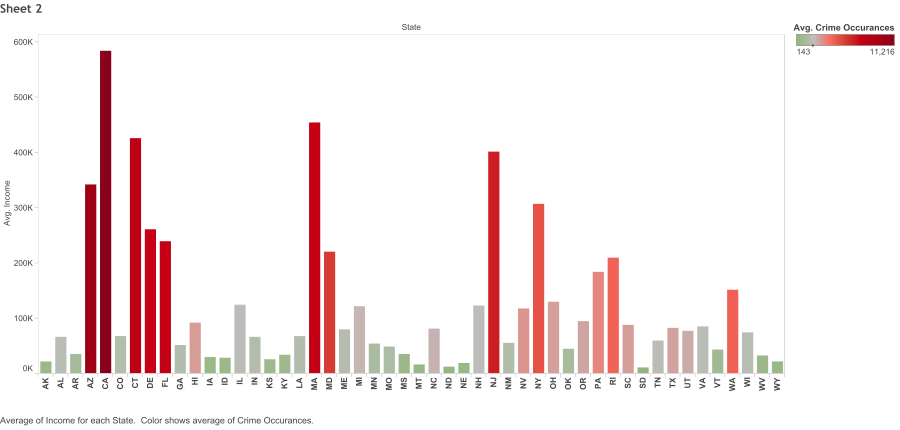 Sheet 2
State
Avg. Crime Occurances
143 11,216
600K
500K
400K
300K
200K
100K
0K
Avg. Income
AK AL AR AZ CA CO CT DE FL GA HI IA ID IL IN KS KY LA MA MD ME MI MN MO MS MT NC ND NE NH NJ NM NV NY OH OK OR PA RI SC SD TN TX UT VA VT WA WI WV WY
Average of Income for each State. Color shows average of Crime Occurances.